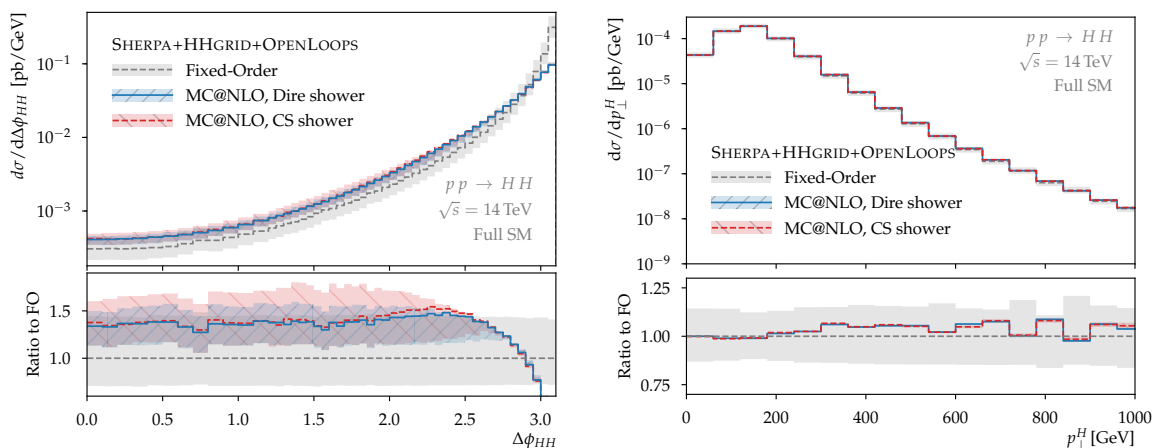 dσ/dΔϕ_HH [pb/GeV]
10⁻¹
10⁻²
10⁻³
SHERPA+HHGRID+OPENLOOPS
Fixed-Order
MC@NLO, Dire shower
MC@NLO, CS shower
p p → H H
√s = 14 TeV
Full SM
Ratio to FO
1.5
1.0
0.0 0.5 1.0 1.5 2.0 2.5 3.0
Δϕ_HH
dσ/dp_⊥^H [pb/GeV]
10⁻⁴
10⁻⁵
10⁻⁶
10⁻⁷
10⁻⁸
10⁻⁹
p p → H H
√s = 14 TeV
Full SM
SHERPA+HHGRID+OPENLOOPS
Fixed-Order
MC@NLO, Dire shower
MC@NLO, CS shower
Ratio to FO
1.25
1.00
0.75
0 200 400 600 800 1000
p_⊥^H [GeV]